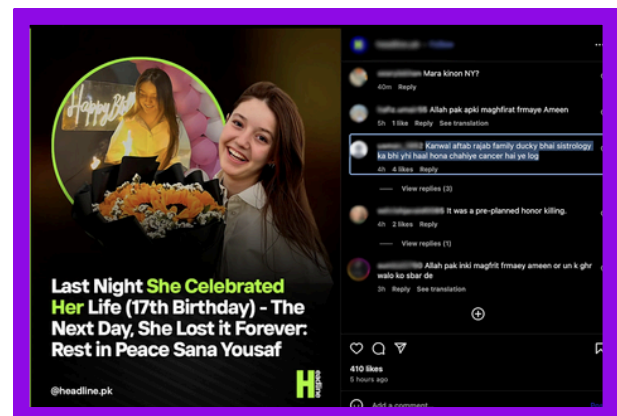 Happy Birth
Last Night She Celebrated
Her Life (17th Birthday) - The
Next Day, She Lost it Forever:
Rest in Peace Sana Yousaf
@headline.pk
H
eadline
Follow
Mara kinon NY?
40m Reply
Allah pak apki maghfirat frmaye Ameen
5h 1 like Reply See translation
Kanwal aftab rajab family ducky bhai sistrology
ka bhi yhi haal hona chahiye cancer hai ye log
4h 4 likes Reply
View replies (3)
It was a pre-planned honor killing.
4h 2 likes Reply
View replies (1)
Allah pak inki magfrit frmaey ameen or un k ghr
walo ko sbar de
3h Reply See translation
410 likes
5 hours ago
Add a comment...